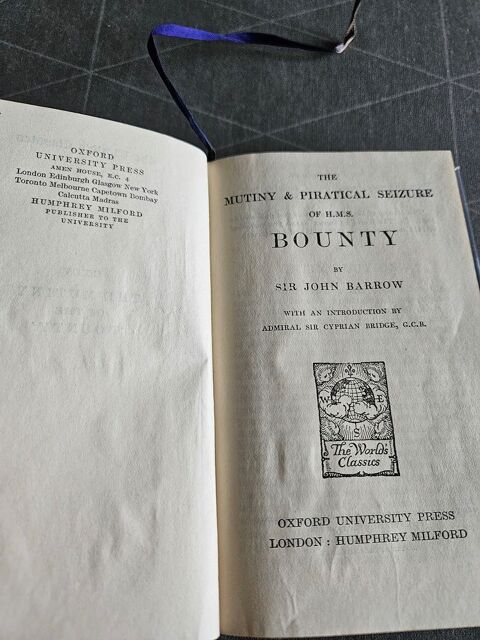 OXFORD
UNIVERSITY PRESS
AMEN HOUSE, E.C. 4
London Edinburgh Glasgow New York
Toronto Melbourne Capetown Bombay
Calcutta Madras
HUMPHREY MILFORD
PUBLISHER TO THE
UNIVERSITY
THE
MUTINY & PIRATICAL SEIZURE
OF H.M.S.
BOUNTY
BY
SIR JOHN BARROW
WITH AN INTRODUCTION BY
ADMIRAL SIR CYPRIAN BRIDGE, G.C.B.
W E
S
The World's
Classics
OXFORD UNIVERSITY PRESS
LONDON : HUMPHREY MILFORD